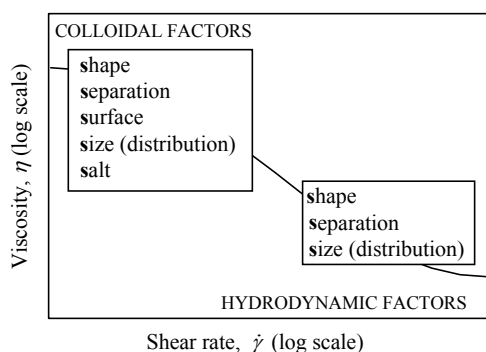 COLLOIDAL FACTORS
shape
separation
surface
size (distribution)
salt
shape
separation
size (distribution)
HYDRODYNAMIC FACTORS
Viscosity, η (log scale)
Shear rate, γ̇ (log scale)